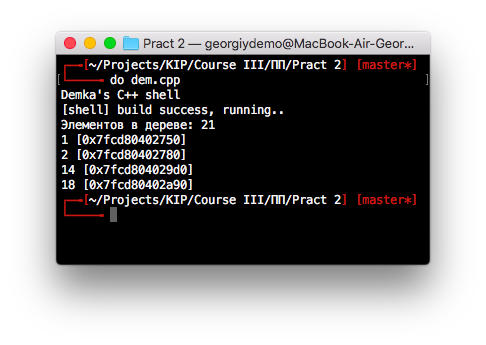 Pract 2 — georgiydemo@MacBook-Air-Geor…
[~/Projects/KIP/Course III/ПП/Pract 2] [master✶]
[ do dem.cpp ]
Demka's C++ shell
[shell] build success, running..
Элементов в дереве: 21
1 [0x7fcd80402750]
2 [0x7fcd80402780]
14 [0x7fcd804029d0]
18 [0x7fcd80402a90]
[~/Projects/KIP/Course III/ПП/Pract 2] [master✶]